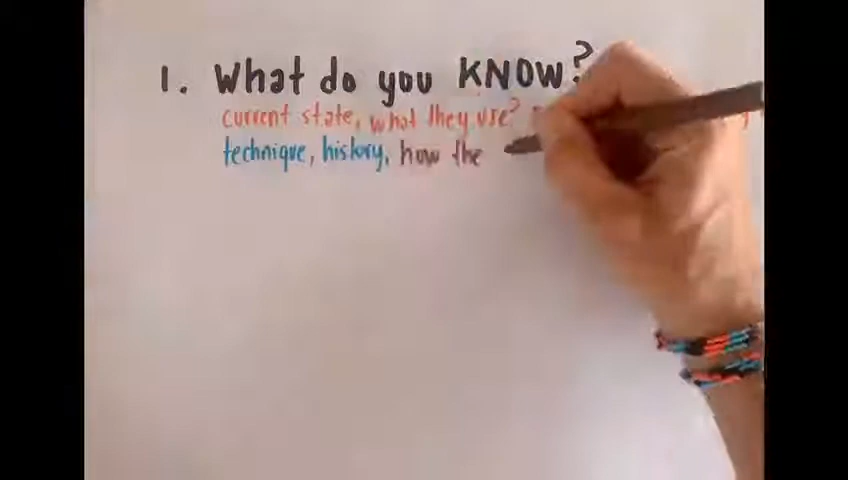 1. What do you KNOW?
current state, what they use?
technique, history, how the